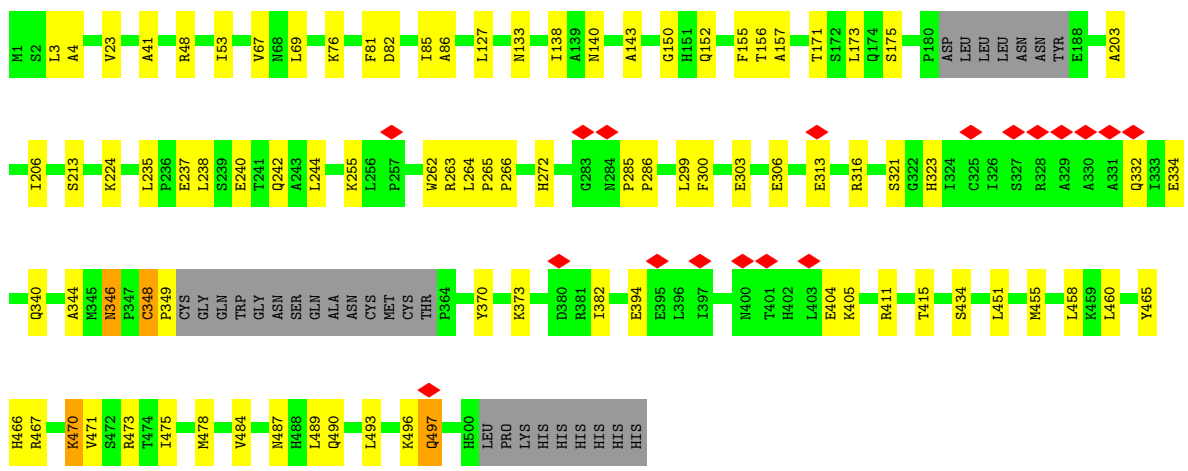 M1 S2 L3 A4 V23 A41 R48 I53 V67 N68 L69 K76 F81 D82 I85 A86 L127 N133 I138 A139 N140 A143 G150 H151 Q152 F155 T156 A157 T171 S172 L173 Q174 S175 P180 ASP LEU LEU LEU ASN ASN TYR E188 A203
I206 S213 K224 L235 P236 E237 L238 S239 E240 T241 Q242 A243 L244 K255 L256 P257 W262 R263 L264 P265 P266 H272 G283 N284 P285 P286 L299 F300 E303 E306 E313 R316 S321 G322 H323 I324 C325 I326 S327 R328 A329 A330 A331 Q332 I333 E334
Q340 A344 M345 N346 P347 C348 P349 CYS GLY GLN TRP GLY ASN SER GLN ALA ASN CYS MET CYS THR P364 Y370 K373 D380 R381 I382 E394 E395 L396 I397 N400 T401 H402 L403 E404 K405 R411 T415 S434 L451 M455 L458 K459 L460 Y465
H466 R467 K470 V471 S472 R473 T474 I475 M478 V484 N487 H488 L489 Q490 L493 K496 Q497 H500 LEU PRO LYS HIS HIS HIS HIS HIS HIS